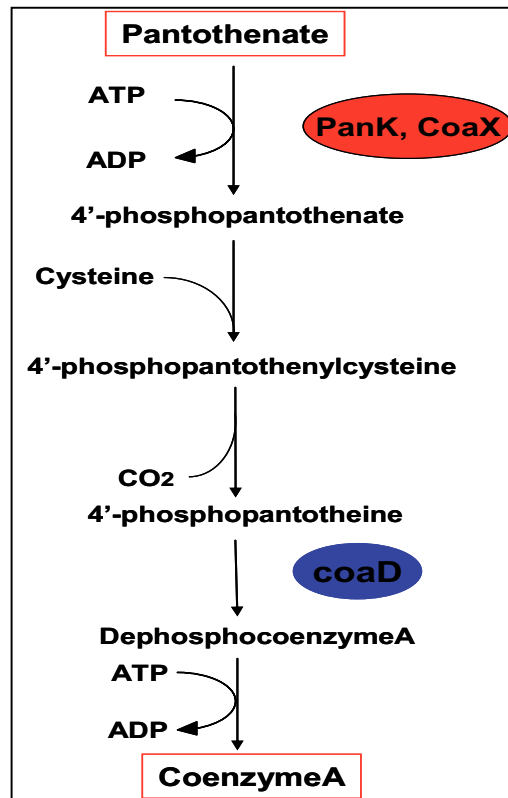 Pantothenate
ATP
PanK, CoaX
ADP
4’-phosphopantothenate
Cysteine
4’-phosphopantothenylcysteine
CO2
4’-phosphopantotheine
coaD
DephosphocoenzymeA
ATP
ADP
CoenzymeA